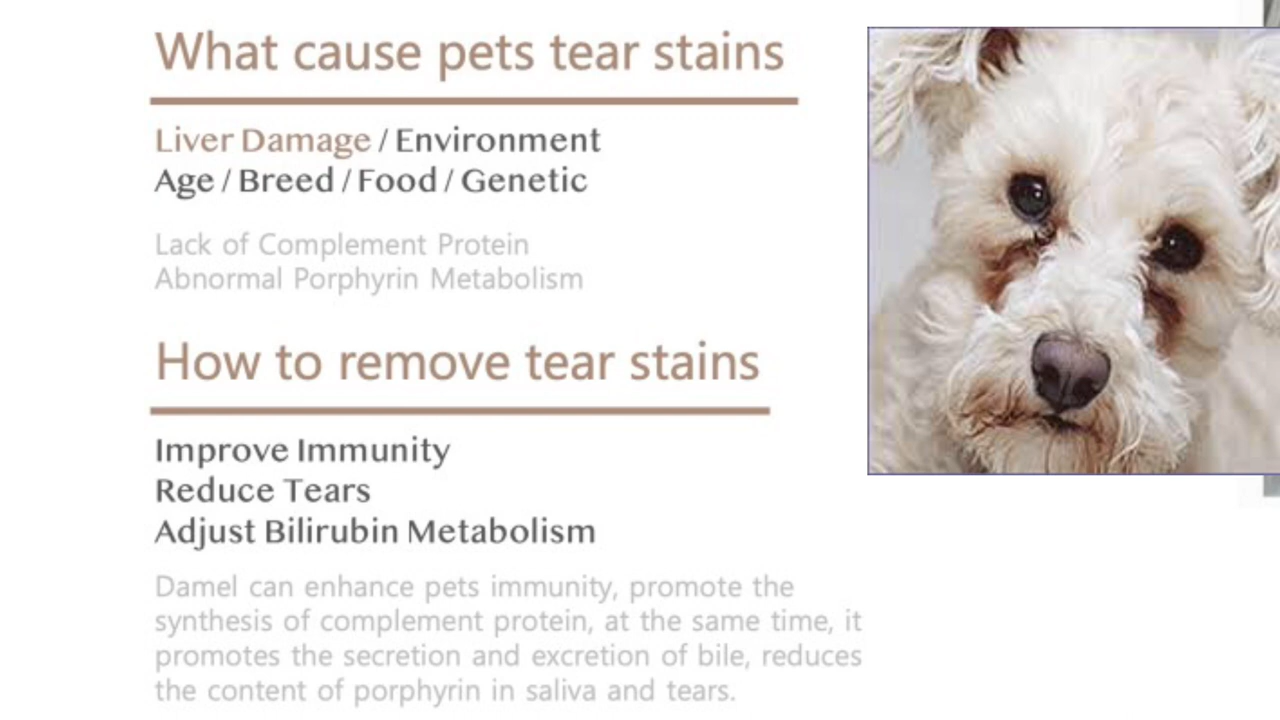 What cause pets tear stains
Liver Damage / Environment
Age / Breed / Food / Genetic
Lack of Complement Protein
Abnormal Porphyrin Metabolism
How to remove tear stains
Improve Immunity
Reduce Tears
Adjust Bilirubin Metabolism
Damel can enhance pets immunity, promote the
synthesis of complement protein, at the same time, it
promotes the secretion and excretion of bile, reduces
the content of porphyrin in saliva and tears.